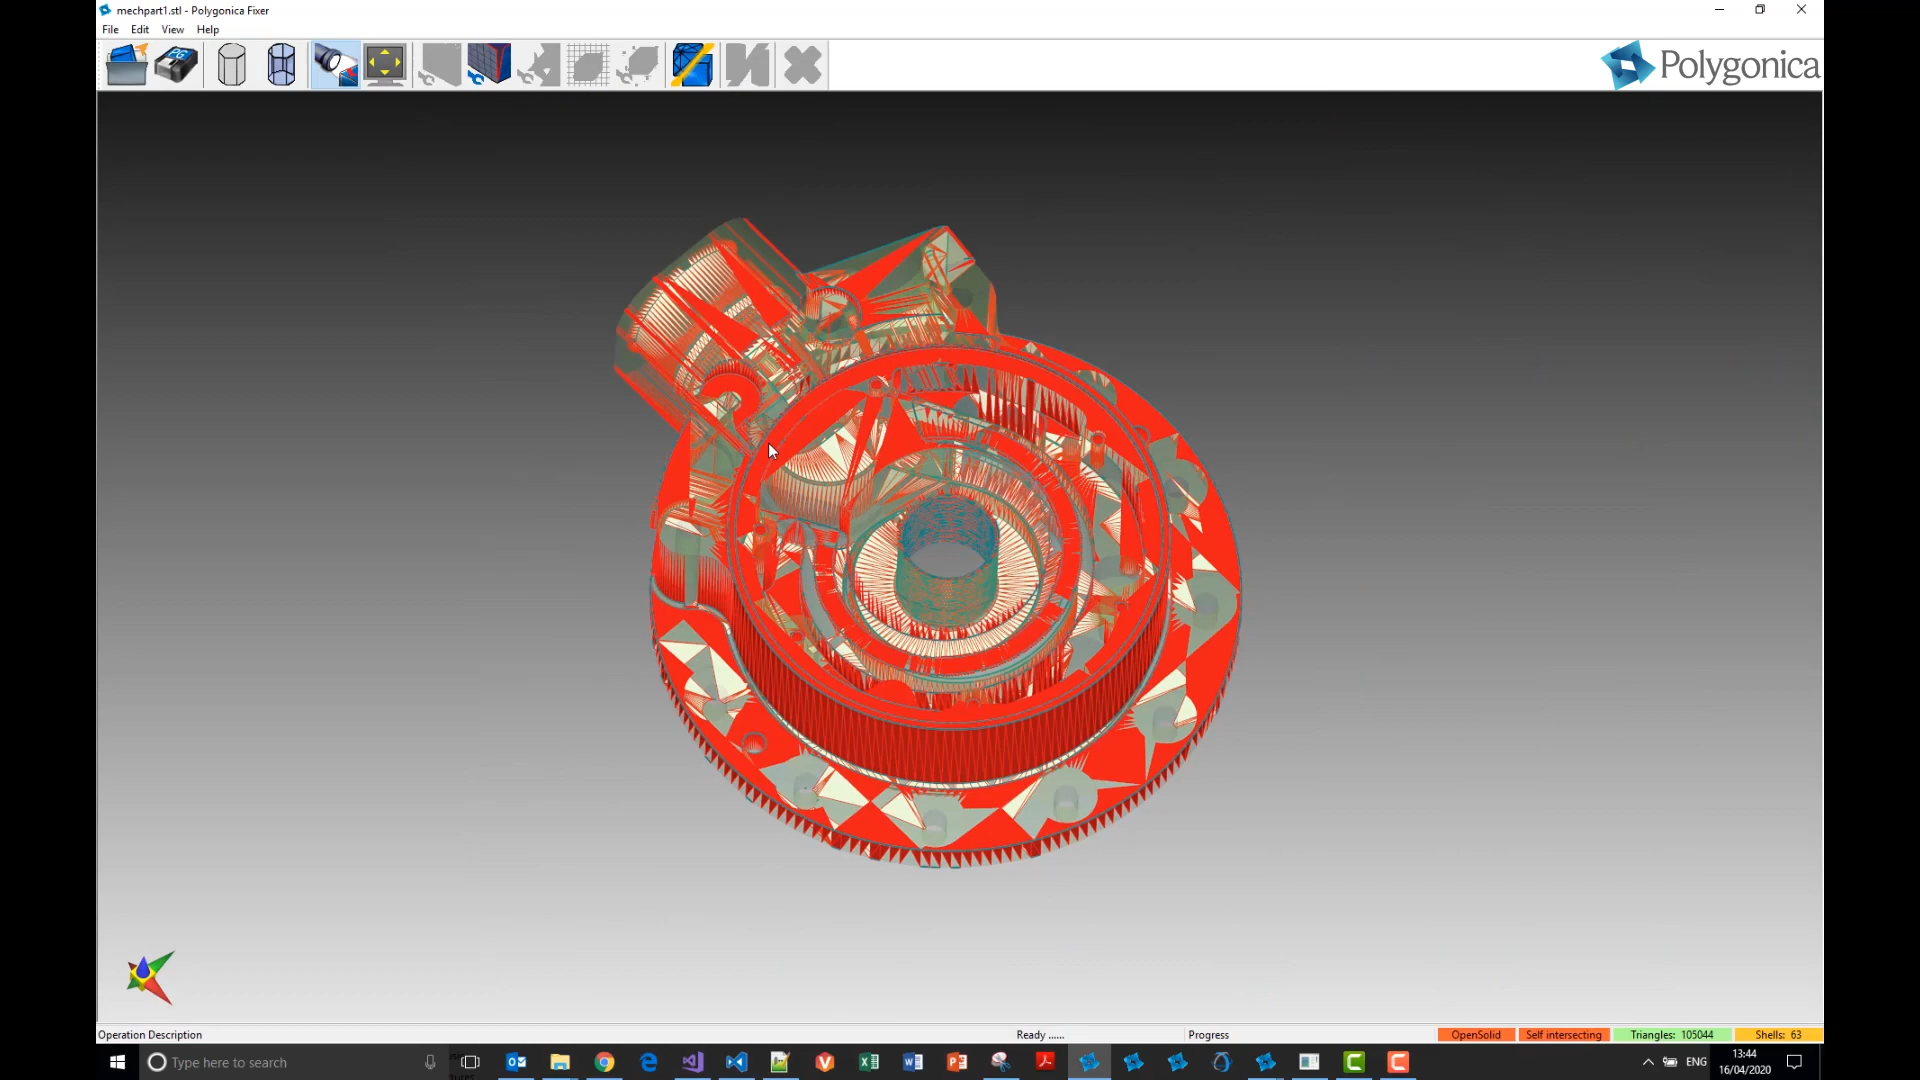 mechpart1.stl - Polygonica Fixer
File Edit View Help
PG
Polygonica
Operation Description
Ready ......
Progress
OpenSolid
Self intersecting
Triangles: 105044
Shells: 63
Type here to search
ENG
13:44
16/04/2020